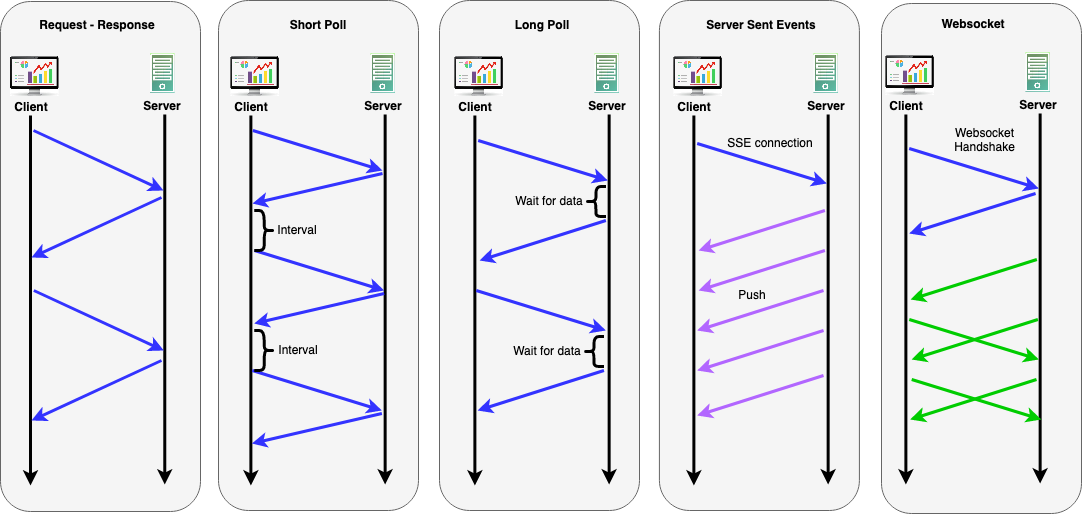 Request - Response
Client
Server
Short Poll
Client
Server
Interval
Interval
Long Poll
Client
Server
Wait for data
Wait for data
Server Sent Events
Client
Server
SSE connection
Push
Websocket
Client
Server
Websocket
Handshake